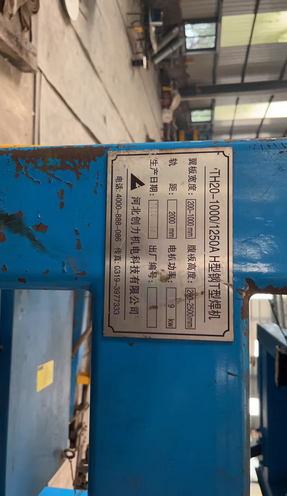 TH20-1000/1250A H型钢T型焊机
翼板宽度： 200-1000 mm 腹板高度： 200-2500mm
轨 距： 2000 mm 电机功率： 9 kw
生产日期： 出厂编号：
河北创力机电科技有限公司
电话：4000-888-086 传真：0319-3977333